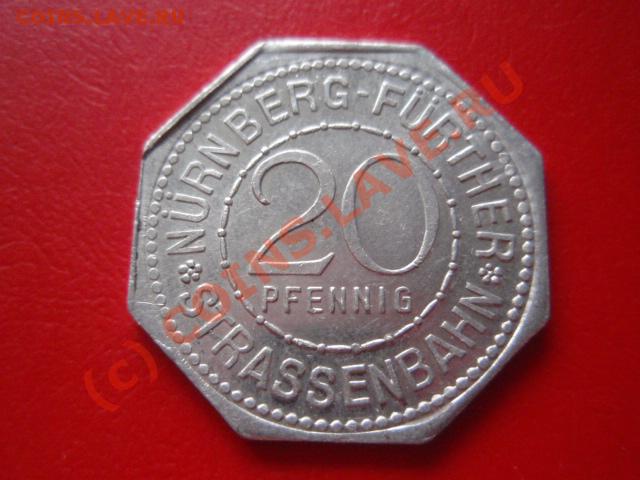 COINS.LAVE.RU
NÜRNBERG-FÜRTHER
20
PFENNIG
STRASSENBAHN
(c) COINS.LAVE.RU